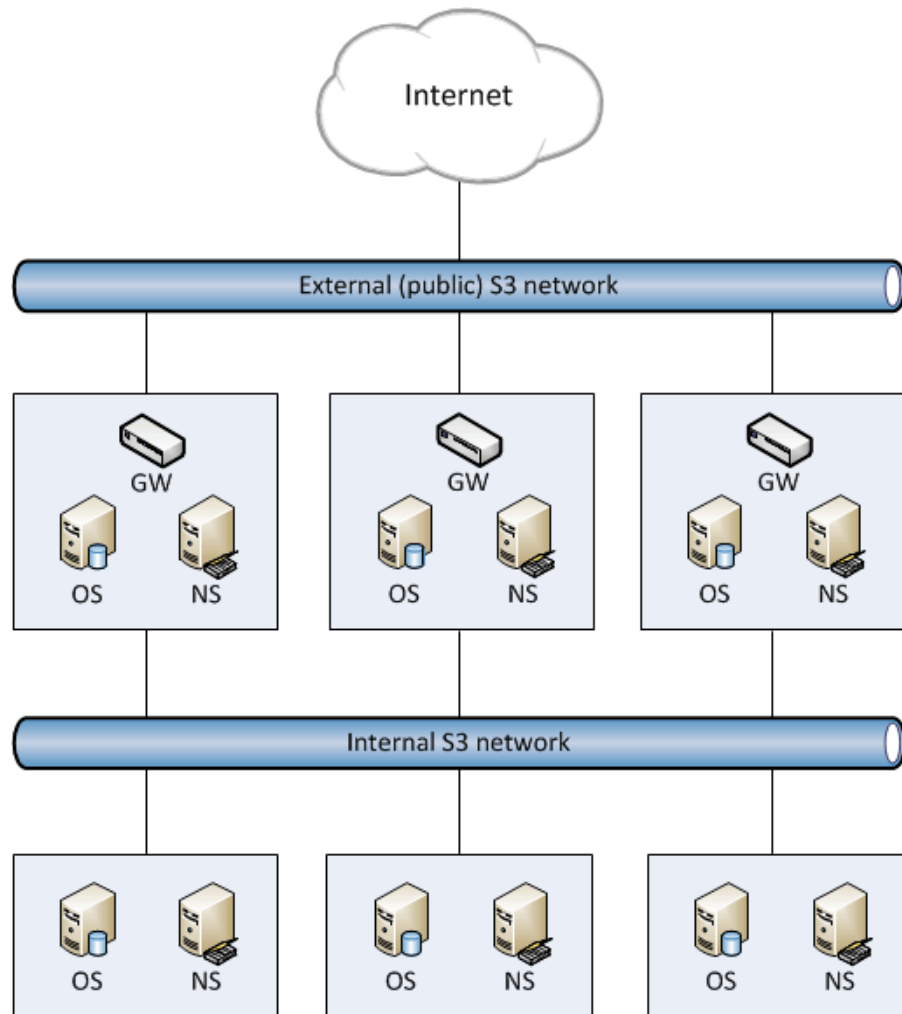 Internet
External (public) S3 network
GW GW GW
OS NS OS NS OS NS
Internal S3 network
OS NS OS NS OS NS